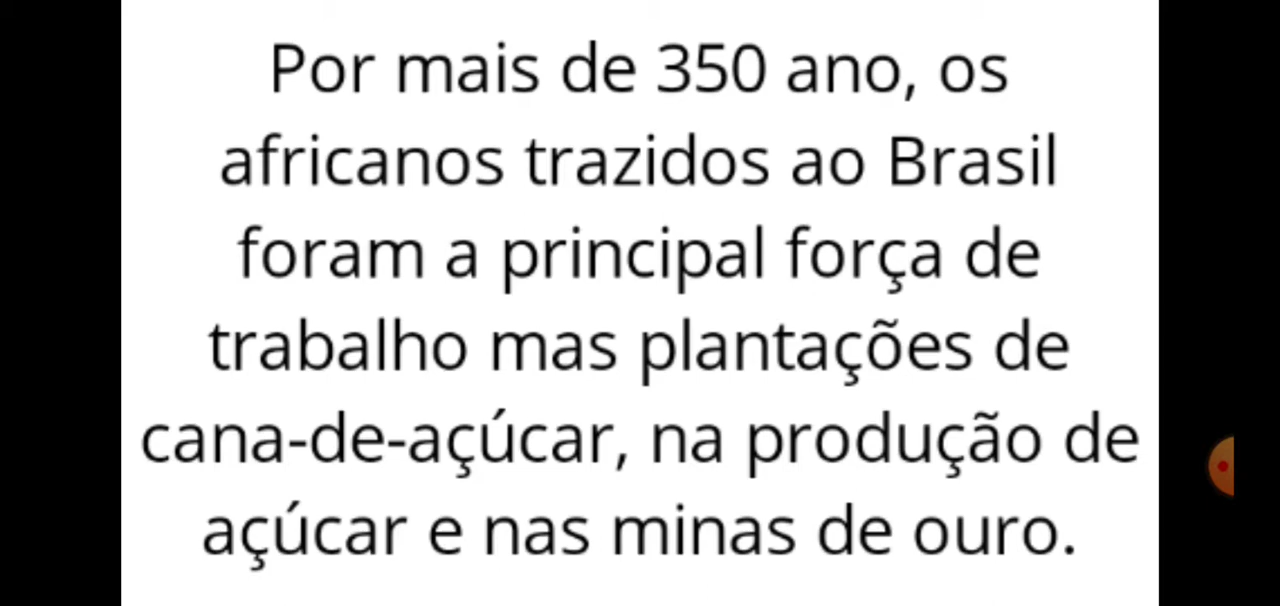 Por mais de 350 ano, os
africanos trazidos ao Brasil
foram a principal força de
trabalho mas plantações de
cana-de-açúcar, na produção de
açúcar e nas minas de ouro.